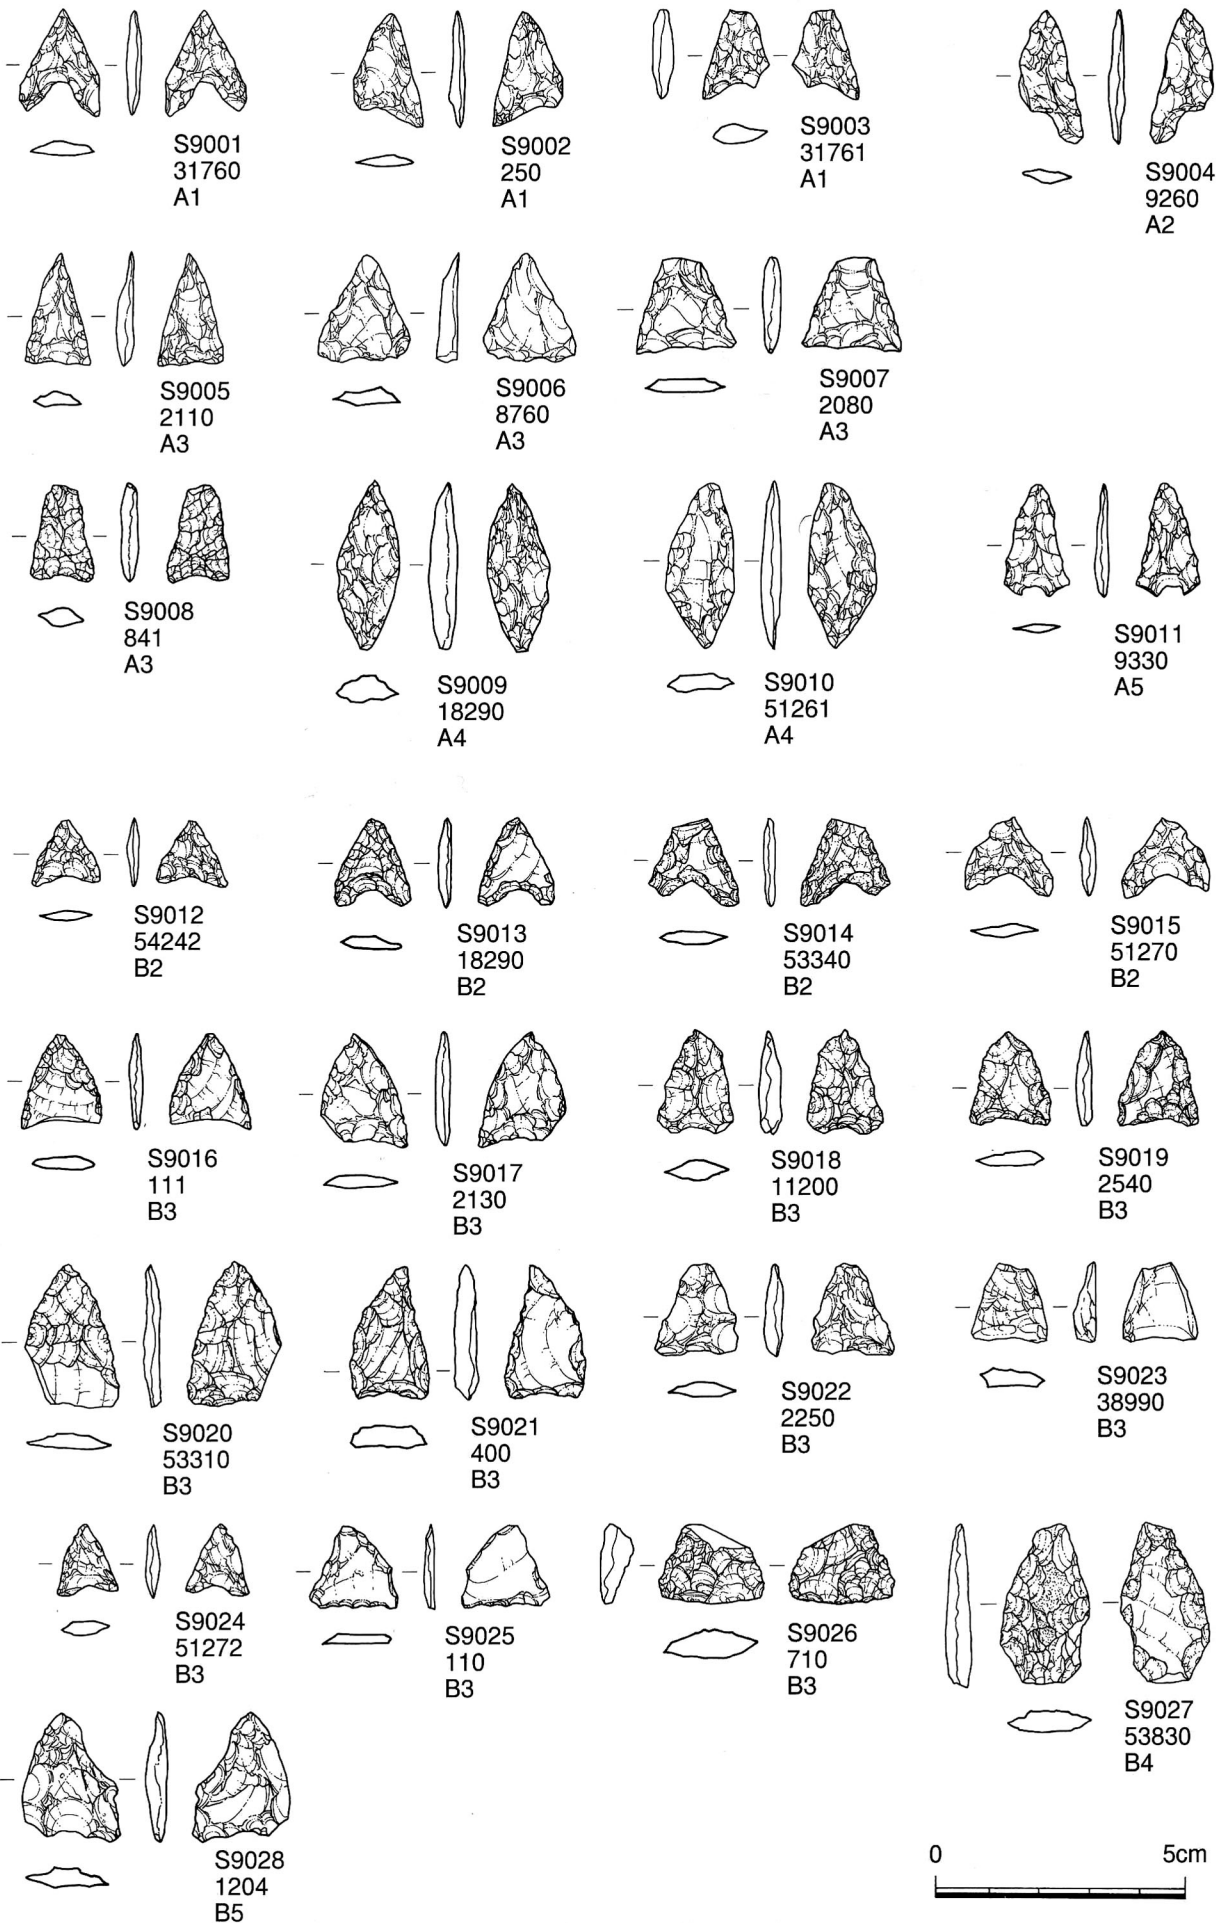 S9001
31760
A1
S9002
250
A1
S9003
31761
A1
S9004
9260
A2
S9005
2110
A3
S9006
8760
A3
S9007
2080
A3
S9008
841
A3
S9009
18290
A4
S9010
51261
A4
S9011
9330
A5
S9012
54242
B2
S9013
18290
B2
S9014
53340
B2
S9015
51270
B2
S9016
111
B3
S9017
2130
B3
S9018
11200
B3
S9019
2540
B3
S9020
53310
B3
S9021
400
B3
S9022
2250
B3
S9023
38990
B3
S9024
51272
B3
S9025
110
B3
S9026
710
B3
S9027
53830
B4
S9028
1204
B5
0 5cm